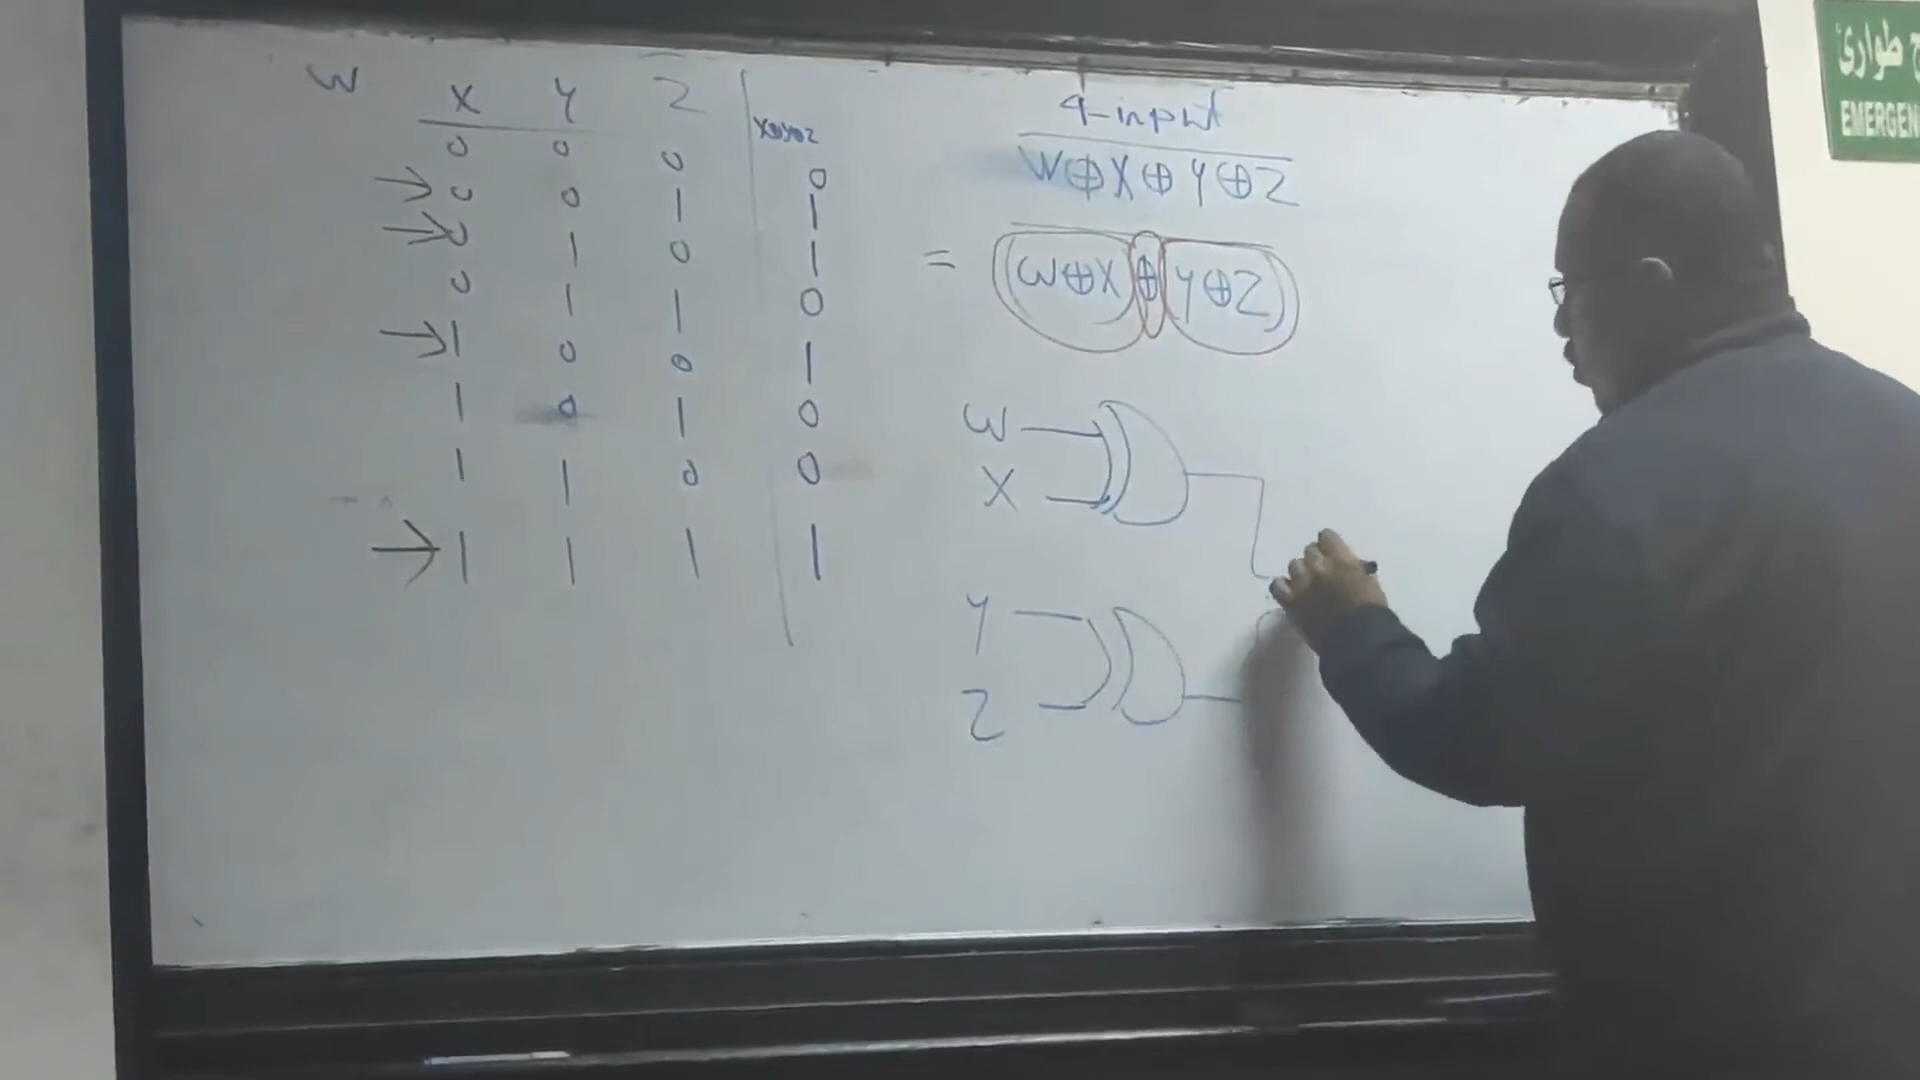 W X Y Z X⊕Y⊕Z
0 0 0 0
0 0 1 1
0 1 0 1
0 1 1 0
1 0 0 1
1 0 1 0
1 1 0 0
1 1 1 1
4-input
W⊕X⊕Y⊕Z
= (W⊕X)⊕(Y⊕Z)
W
X
Y
Z
طوارئ